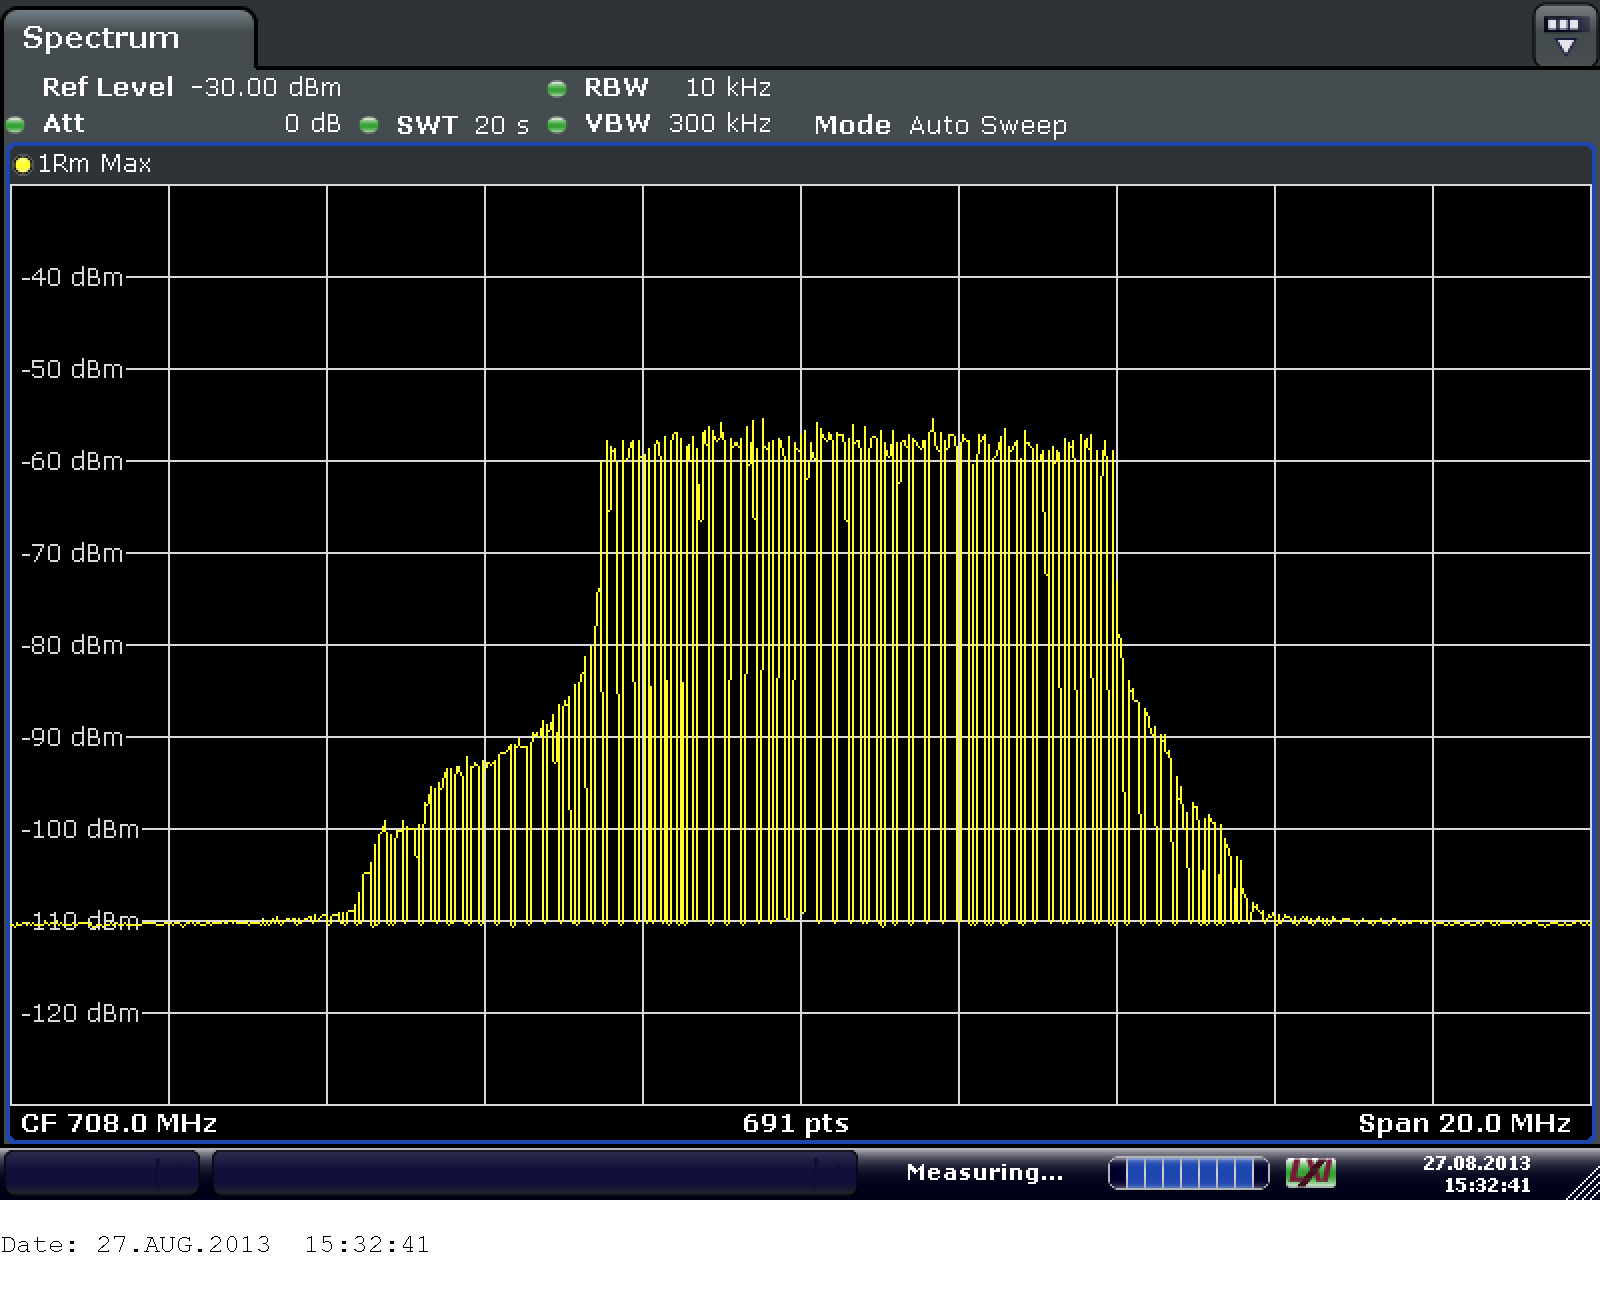 Spectrum
Ref Level -30.00 dBm RBW 10 kHz
Att 0 dB SWT 20 s VBW 300 kHz Mode Auto Sweep
1Rm Max
-40 dBm
-50 dBm
-60 dBm
-70 dBm
-80 dBm
-90 dBm
-100 dBm
-110 dBm
-120 dBm
CF 708.0 MHz 691 pts Span 20.0 MHz
Measuring... LXI 27.08.2013
15:32:41
Date: 27.AUG.2013 15:32:41